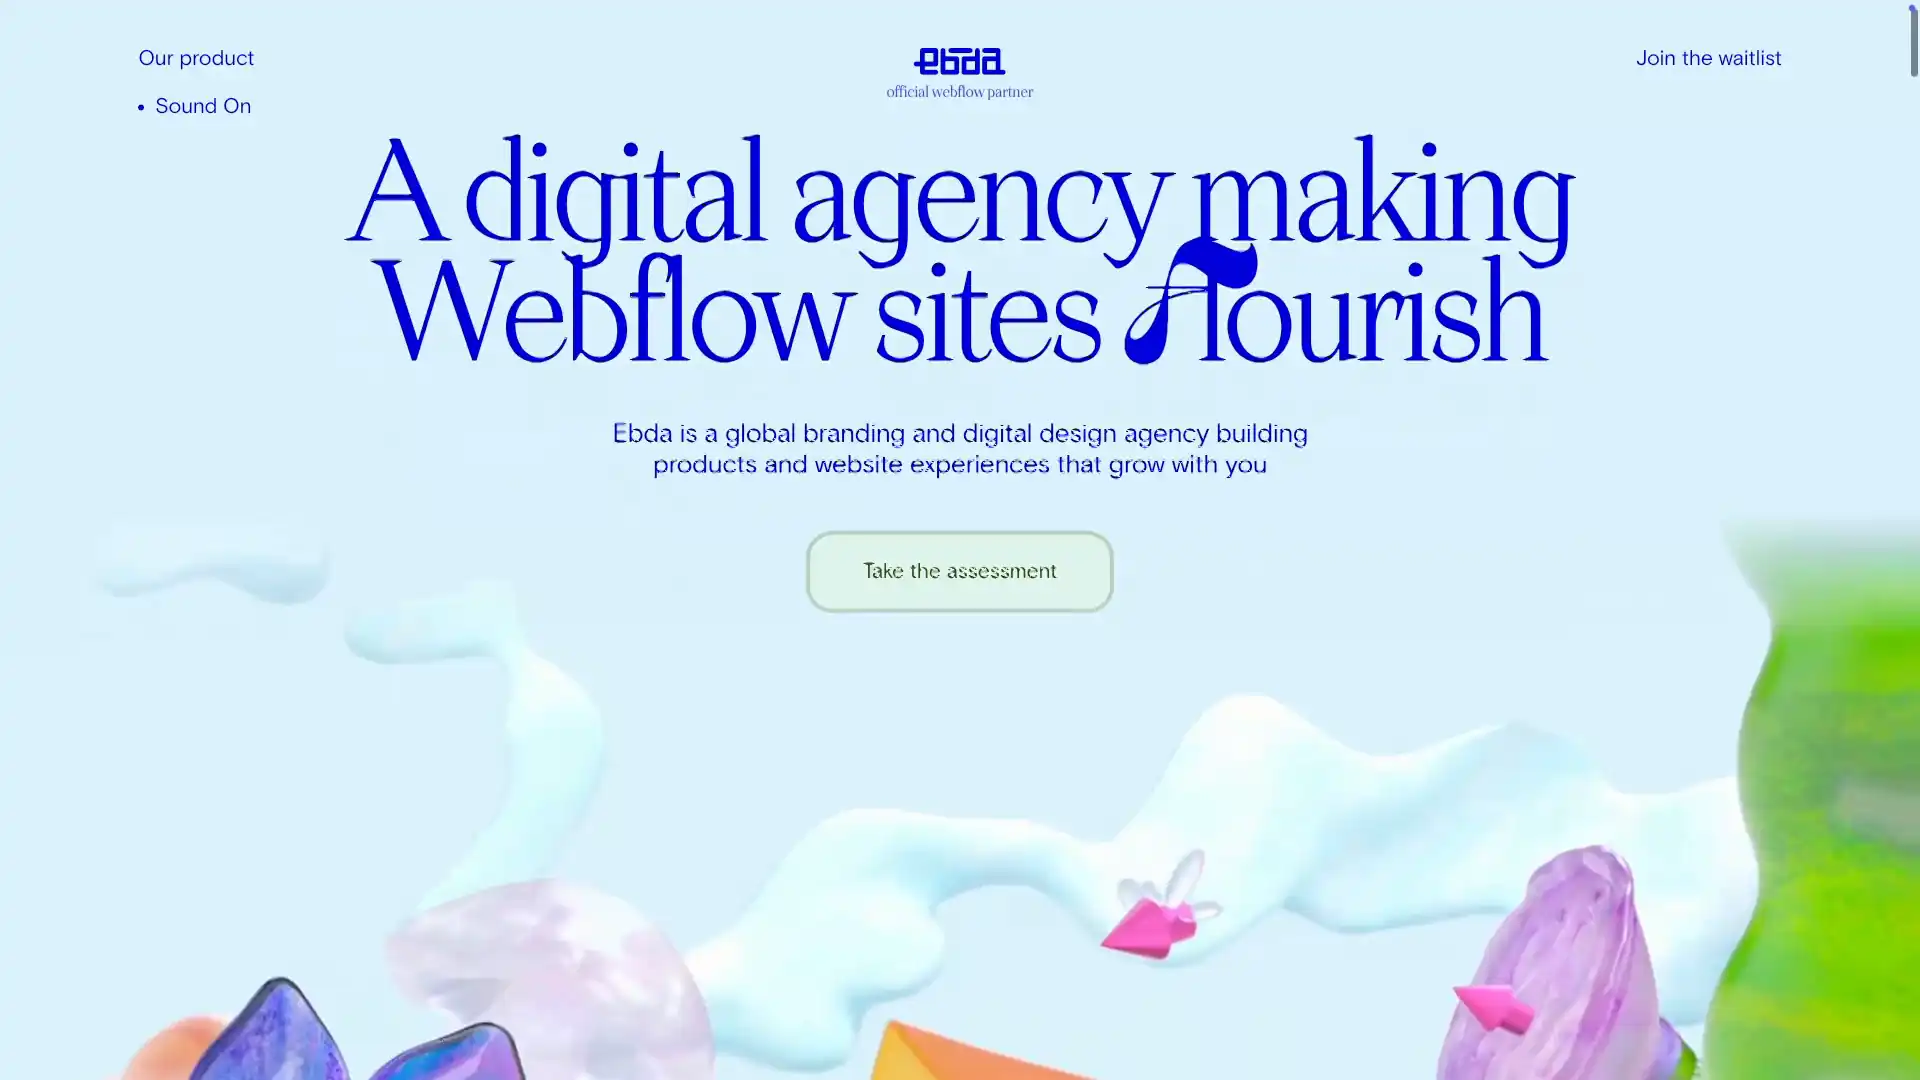 Our product
ebda
Join the waitlist
official webflow partner
• Sound On
A digital agency making
Webflow sites flourish
Ebda is a global branding and digital design agency building
products and website experiences that grow with you
Take the assessment